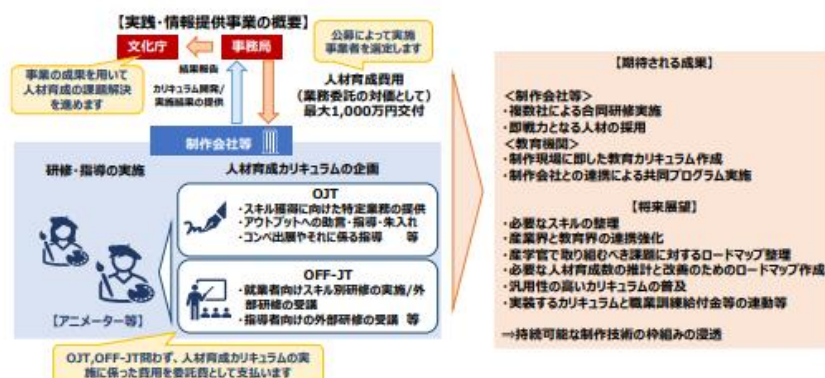 【実践・情報提供事業の概要】
文化庁
事務局
公募によって実施
事業者を選定します
事業の成果を用いて
人材育成の課題解決
を進めます
結果報告
カリキュラム開発/
実施結果の提供
人材育成費用
（業務委託の対価として）
最大1,000万円交付
制作会社等
研修・指導の実施
人材育成カリキュラムの企画
OJT
・スキル獲得に向けた特定業務の提供
・アウトプットへの助言・指導・朱入れ
・コンペ出展やそれに係る指導　等
OFF-JT
・就業者向けスキル別研修の実施/外
部研修の受講
・指導者向けの外部研修の受講 等
【アニメーター等】
OJT,OFF-JT問わず、人材育成カリキュラムの実
施に係った費用を委託費として支払います
【期待される成果】
＜制作会社等＞
・複数社による合同研修実施
・即戦力となる人材の採用
＜教育機関＞
・制作現場に即した教育カリキュラム作成
・制作会社との連携による共同プログラム実施
【将来展望】
・必要なスキルの整理
・産業界と教育界の連携強化
・産学官で取り組むべき課題に対するロードマップ整理
・必要な人材育成数の推計と改善のためのロードマップ作成
・汎用性の高いカリキュラムの普及
・実装するカリキュラムと職業訓練給付金等の連動等
⇒持続可能な制作技術の枠組みの浸透